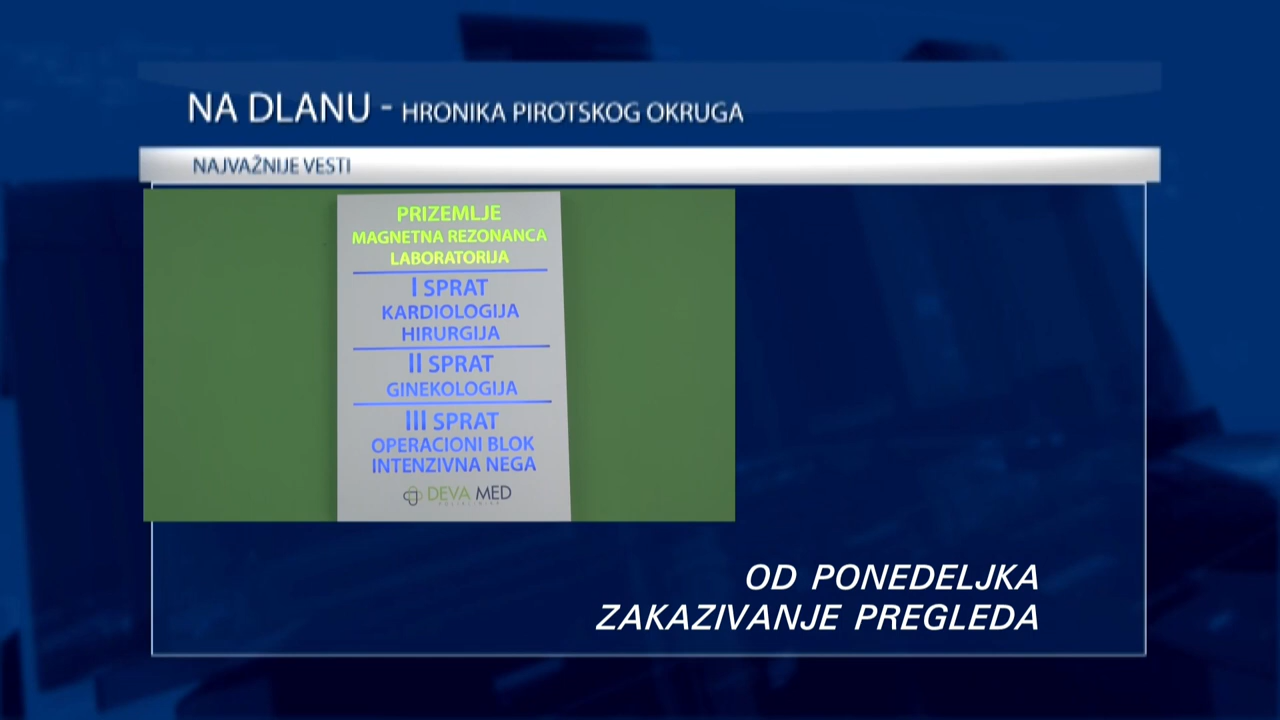 NA DLANU - HRONIKA PIROTSKOG OKRUGA
NAJVAŽNIJE VESTI
PRIZEMLJE
MAGNETNA REZONANCA
LABORATORIJA
I SPRAT
KARDIOLOGIJA
HIRURGIJA
II SPRAT
GINEKOLOGIJA
III SPRAT
OPERACIONI BLOK
INTENZIVNA NEGA
DEVA MED
OD PONEDELJKA
ZAKAZIVANJE PREGLEDA